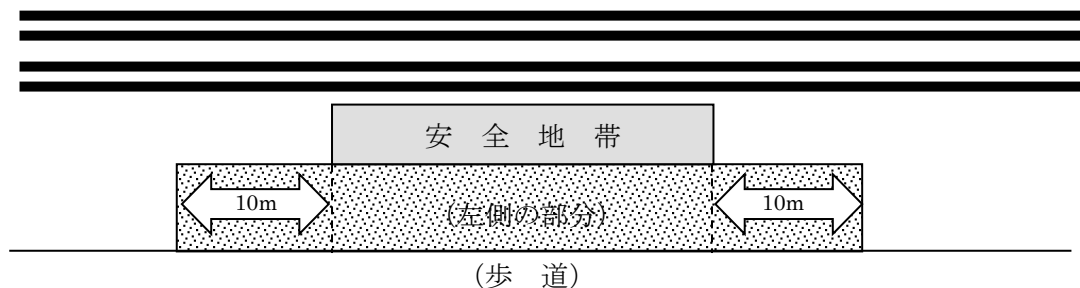 安 全 地 帯
10m
(左側の部分)
10m
(歩 道)